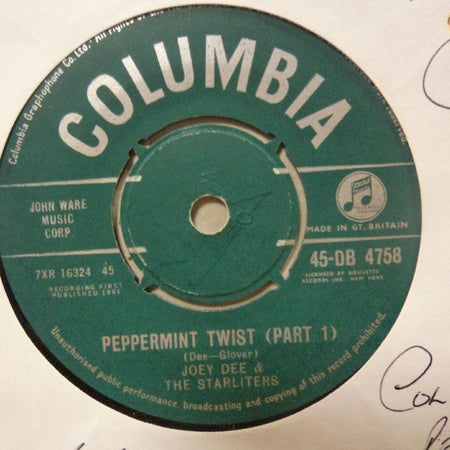 Columbia Graphophone Co. Ltd.
All Rights
COLUMBIA
JOHN WARE
MUSIC
CORP.
MADE IN GT. BRITAIN
7XR 16324 45
45-DB 4758
RECORDING FIRST
PUBLISHED 1961
LICENSED BY ROULETTE
RECORDS INC. NEW YORK
PEPPERMINT TWIST (PART 1)
(Dee—Glover)
JOEY DEE &
THE STARLITERS
Unauthorised public performance, broadcasting and copying of this record prohibited.
COL